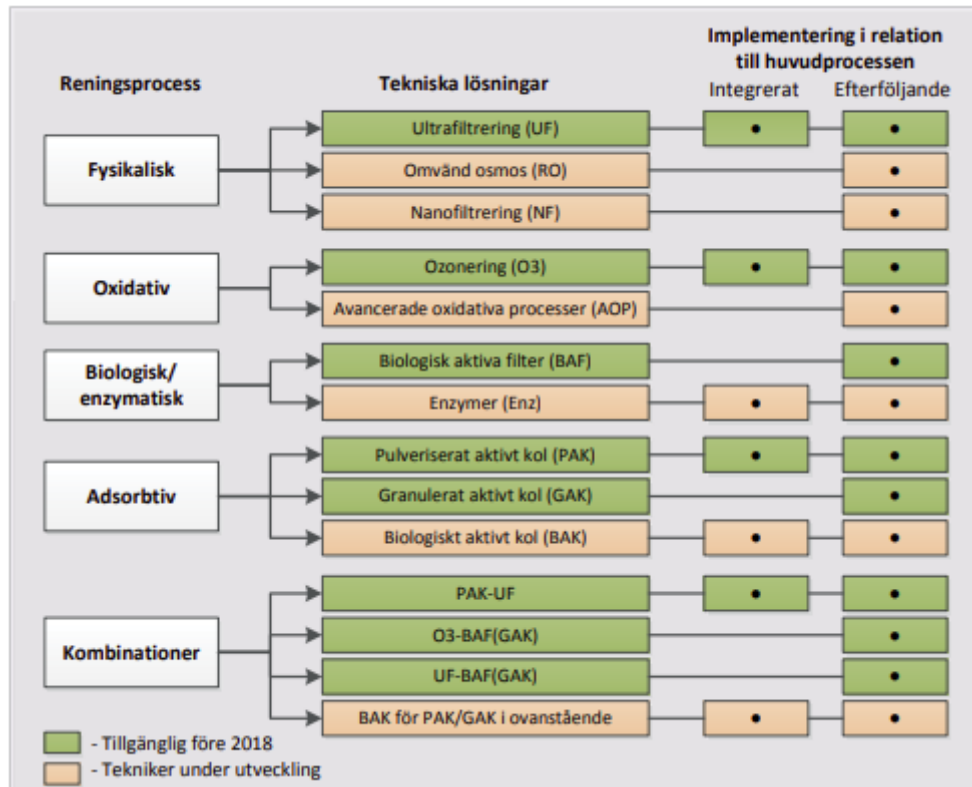 Implementering i relation
till huvudprocessen
Reningsprocess
Tekniska lösningar
Integrerat
Efterföljande
Fysikalisk
Ultrafiltrering (UF)
Omvänd osmos (RO)
Nanofiltrering (NF)
Oxidativ
Ozonering (O3)
Avancerade oxidativa processer (AOP)
Biologisk/
enzymatisk
Biologisk aktiva filter (BAF)
Enzymer (Enz)
Adsorbtiv
Pulveriserat aktivt kol (PAK)
Granulerat aktivt kol (GAK)
Biologiskt aktivt kol (BAK)
Kombinationer
PAK-UF
O3-BAF(GAK)
UF-BAF(GAK)
BAK för PAK/GAK i ovanstående
- Tillgänglig före 2018
- Tekniker under utveckling